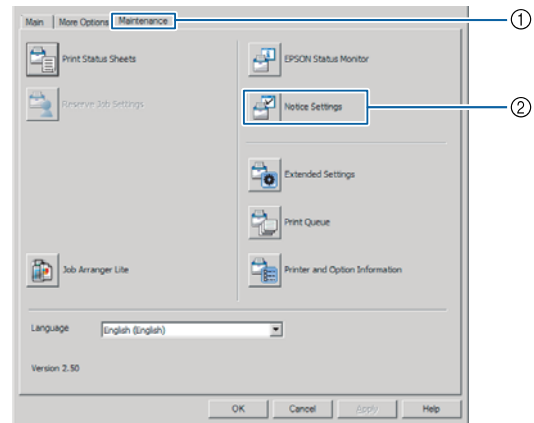 Main More Options Maintenance ①
Print Status Sheets EPSON Status Monitor
Reserve Job Settings Notice Settings ②
Extended Settings
Print Queue
Job Arranger Lite Printer and Option Information
Language English (English)
Version 2.50
OK Cancel Apply Help